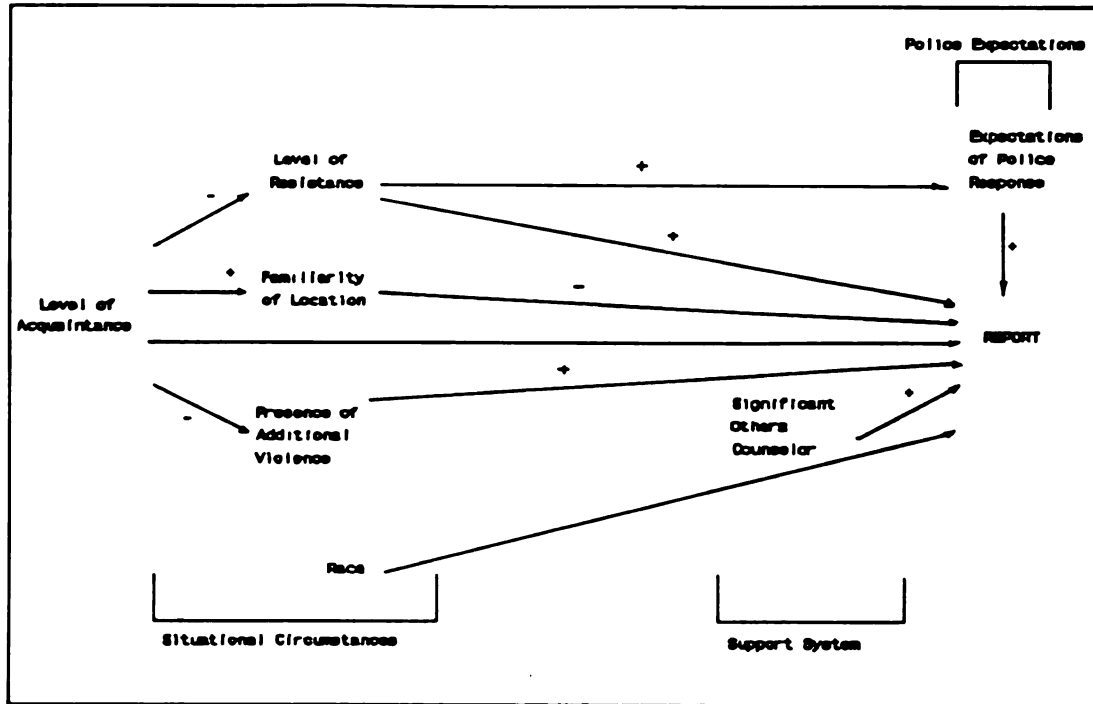 Police Expectations
Expectations
of Police
Response
Level of
Resistance
+
-
+
+
+
Familiarity
of Location
-
Level of
Acquaintance
REPORT
+
-
Presence of
Additional
Violence
Significant
Others
Counselor
+
Race
Situational Circumstances
Support System